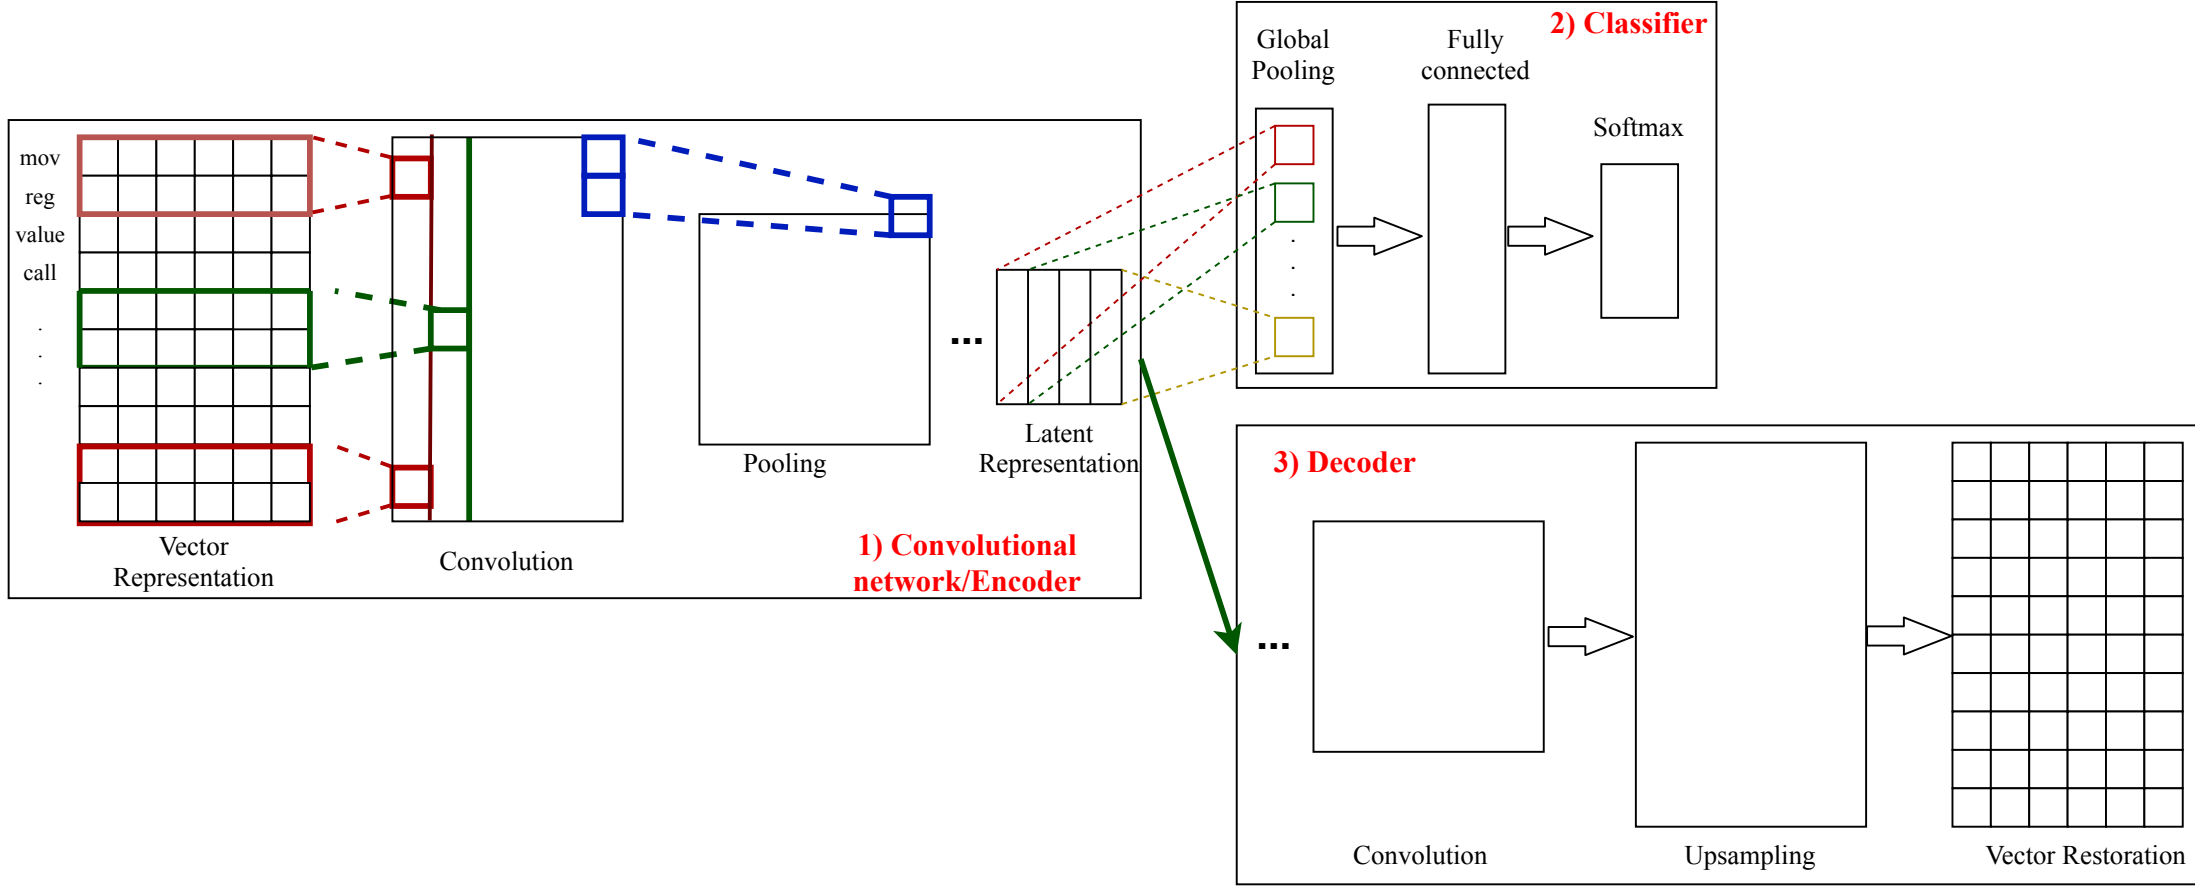 mov
reg
value
call
.
.
.
Vector
Representation
Convolution
Pooling
...
Latent
Representation
1) Convolutional
network/Encoder
2) Classifier
Global
Pooling
.
.
.
Fully
connected
Softmax
3) Decoder
...
Convolution
Upsampling
Vector Restoration